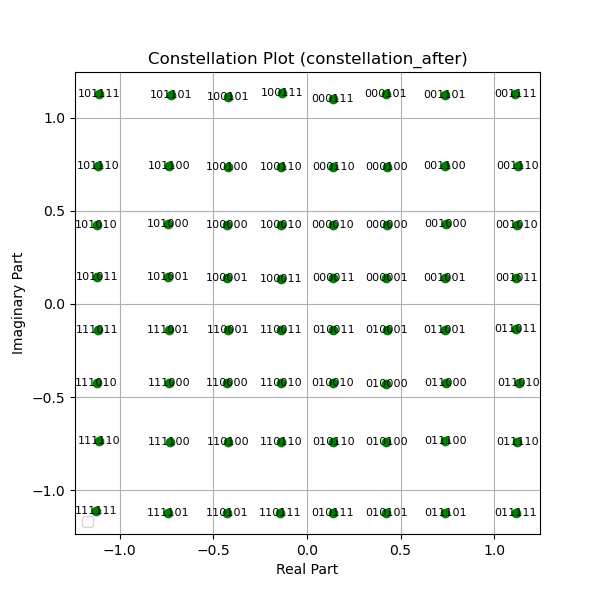 Constellation Plot (constellation_after)
101111 101101 100101 100111 000111 000101 001101 001111
1.0
101110 101100 100100 100110 000110 000100 001100 001110
0.5
101010 101000 100000 100010 000010 000000 001000 001010
101011 101001 100001 100011 000011 000001 001001 001011
0.0
111011 111001 110001 110011 010011 010001 011001 011011
111010 111000 110000 110010 010010 010000 011000 011010
−0.5
111110 111100 110100 110110 010110 010100 011100 011110
−1.0
111111 111101 110101 110111 010111 010101 011101 011111
−1.0 −0.5 0.0 0.5 1.0
Real Part
Imaginary Part